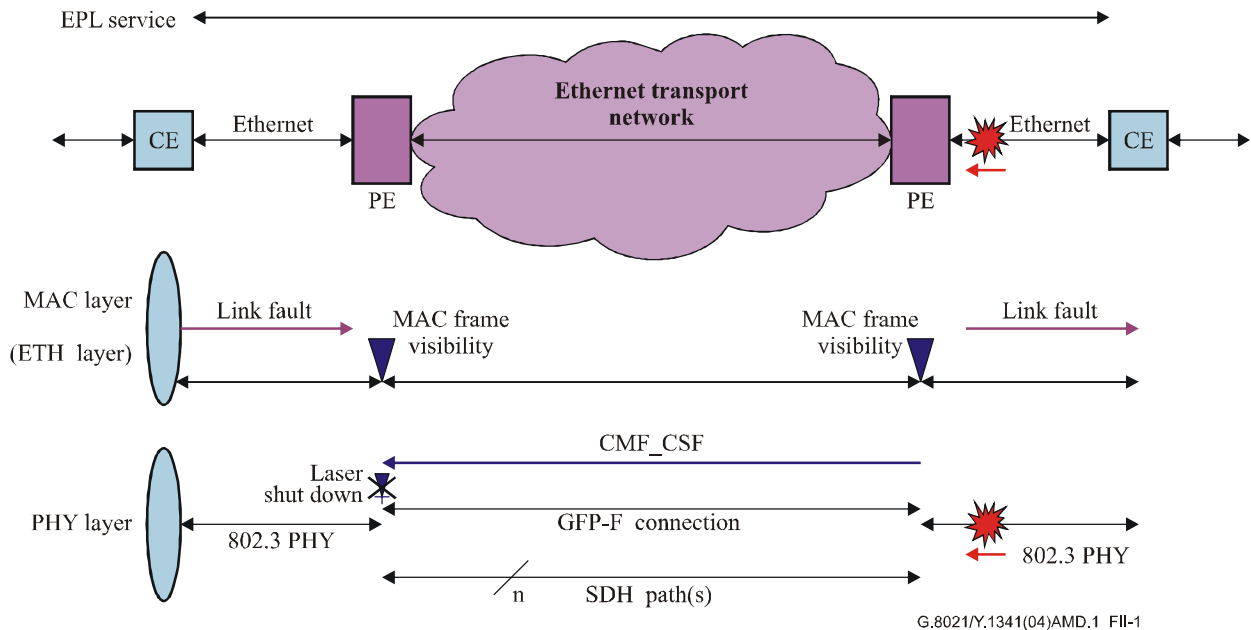 EPL service
Ethernet transport
network
CE
Ethernet
PE
PE
Ethernet
CE
MAC layer
(ETH layer)
Link fault
MAC frame
visibility
MAC frame
visibility
Link fault
CMF_CSF
Laser
shut down
PHY layer
802.3 PHY
GFP-F connection
802.3 PHY
n
SDH path(s)
G.8021/Y.1341(04)AMD.1 FII-1